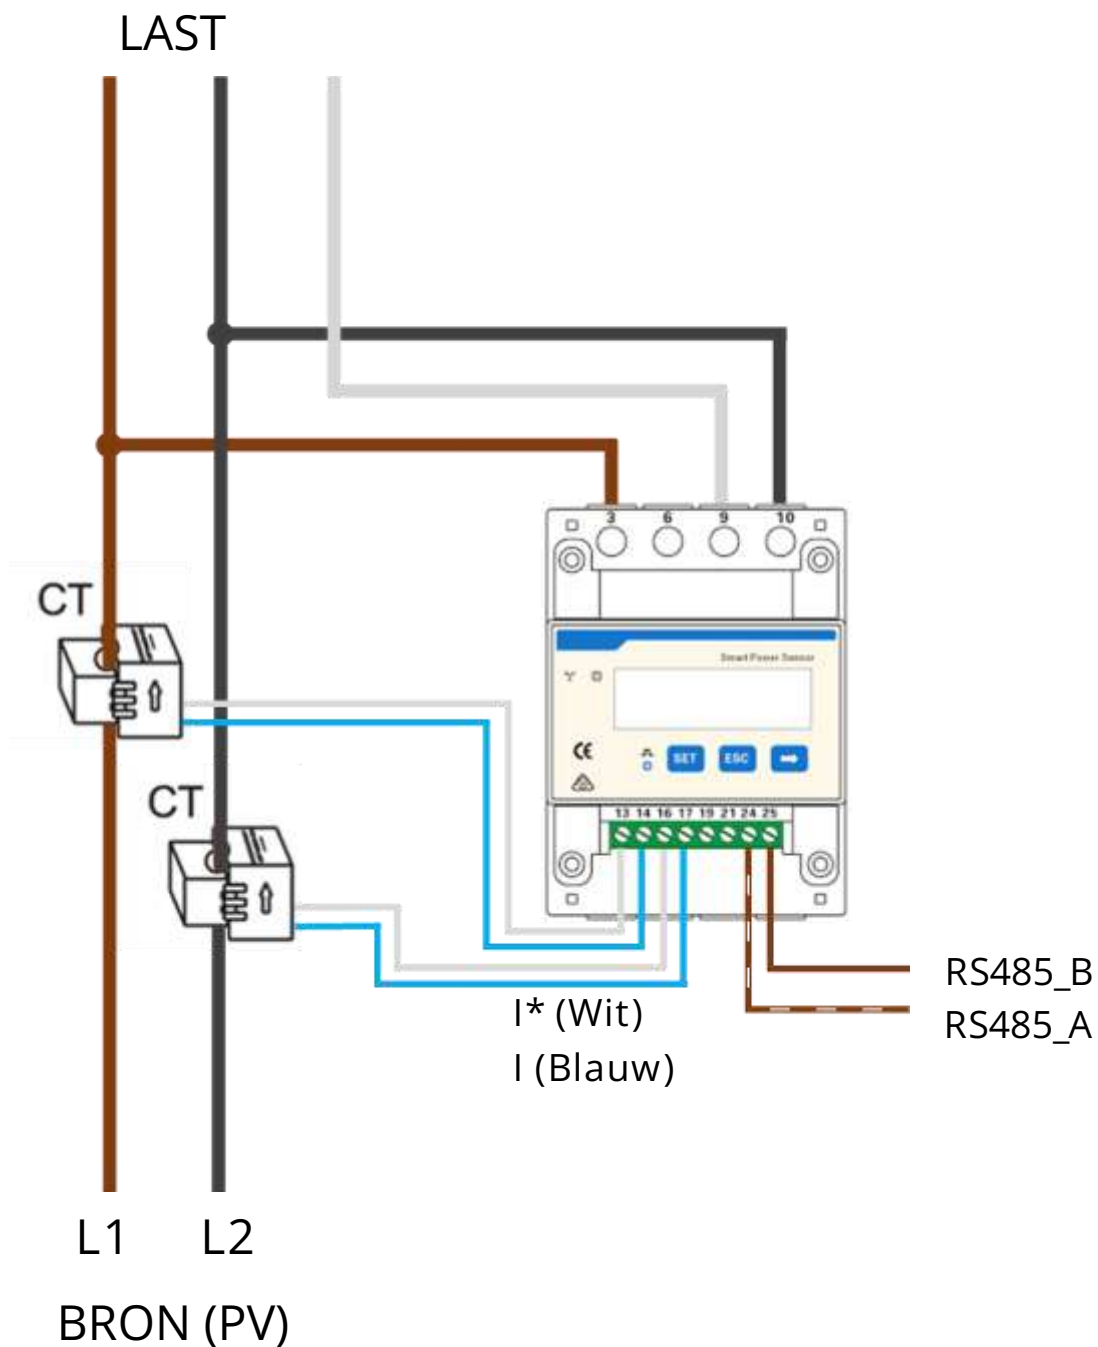 LAST
3 6 9 10
CT
Smart Power Sensor
CE
SET ESC
CT
13 14 16 17 19 21 24 25
RS485_B
I* (Wit)
RS485_A
I (Blauw)
L1 L2
BRON (PV)